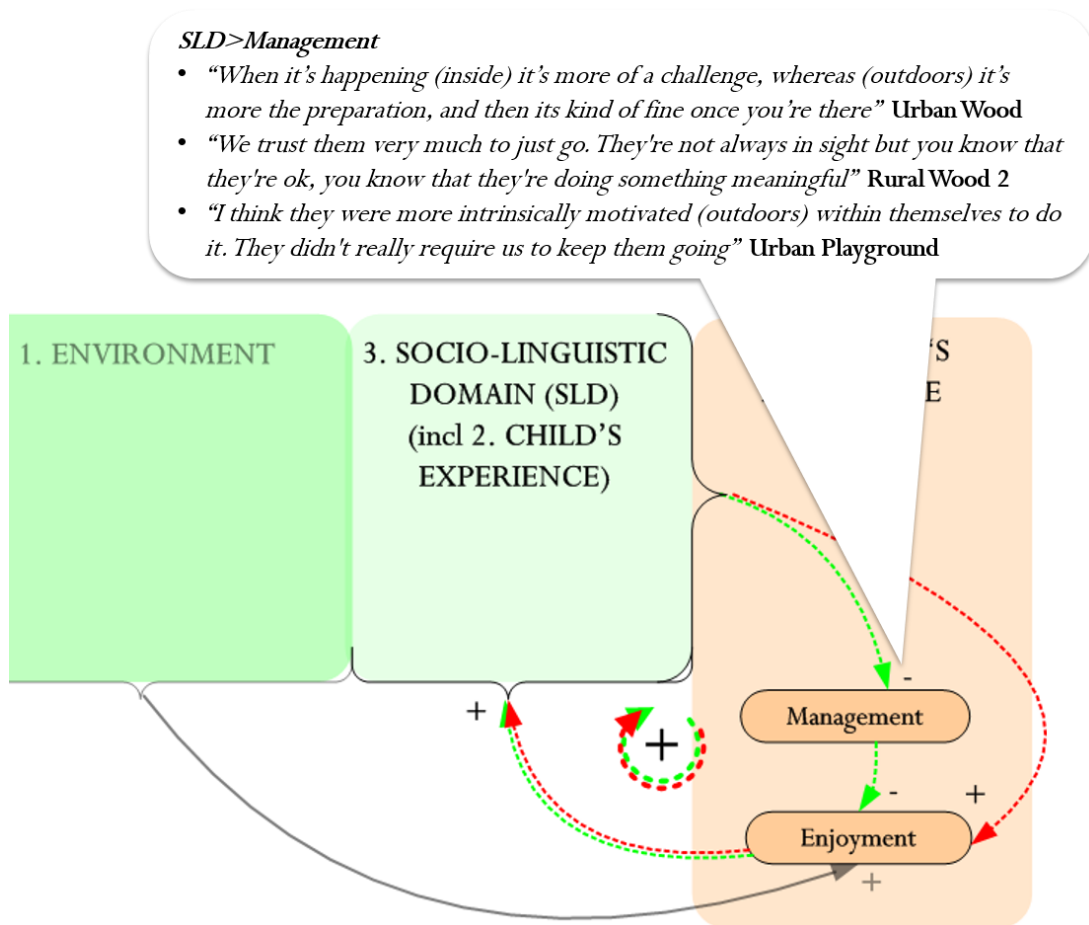 SLD>Management
• “When it’s happening (inside) it’s more of a challenge, whereas (outdoors) it’s
more the preparation, and then its kind of fine once you’re there” Urban Wood
• “We trust them very much to just go. They're not always in sight but you know that
they're ok, you know that they're doing something meaningful” Rural Wood 2
• “I think they were more intrinsically motivated (outdoors) within themselves to do
it. They didn't really require us to keep them going” Urban Playground
1. ENVIRONMENT
3. SOCIO-LINGUISTIC
DOMAIN (SLD)
(incl 2. CHILD’S
EXPERIENCE)
’S
E
-
Management
+
+
-
+
Enjoyment
+